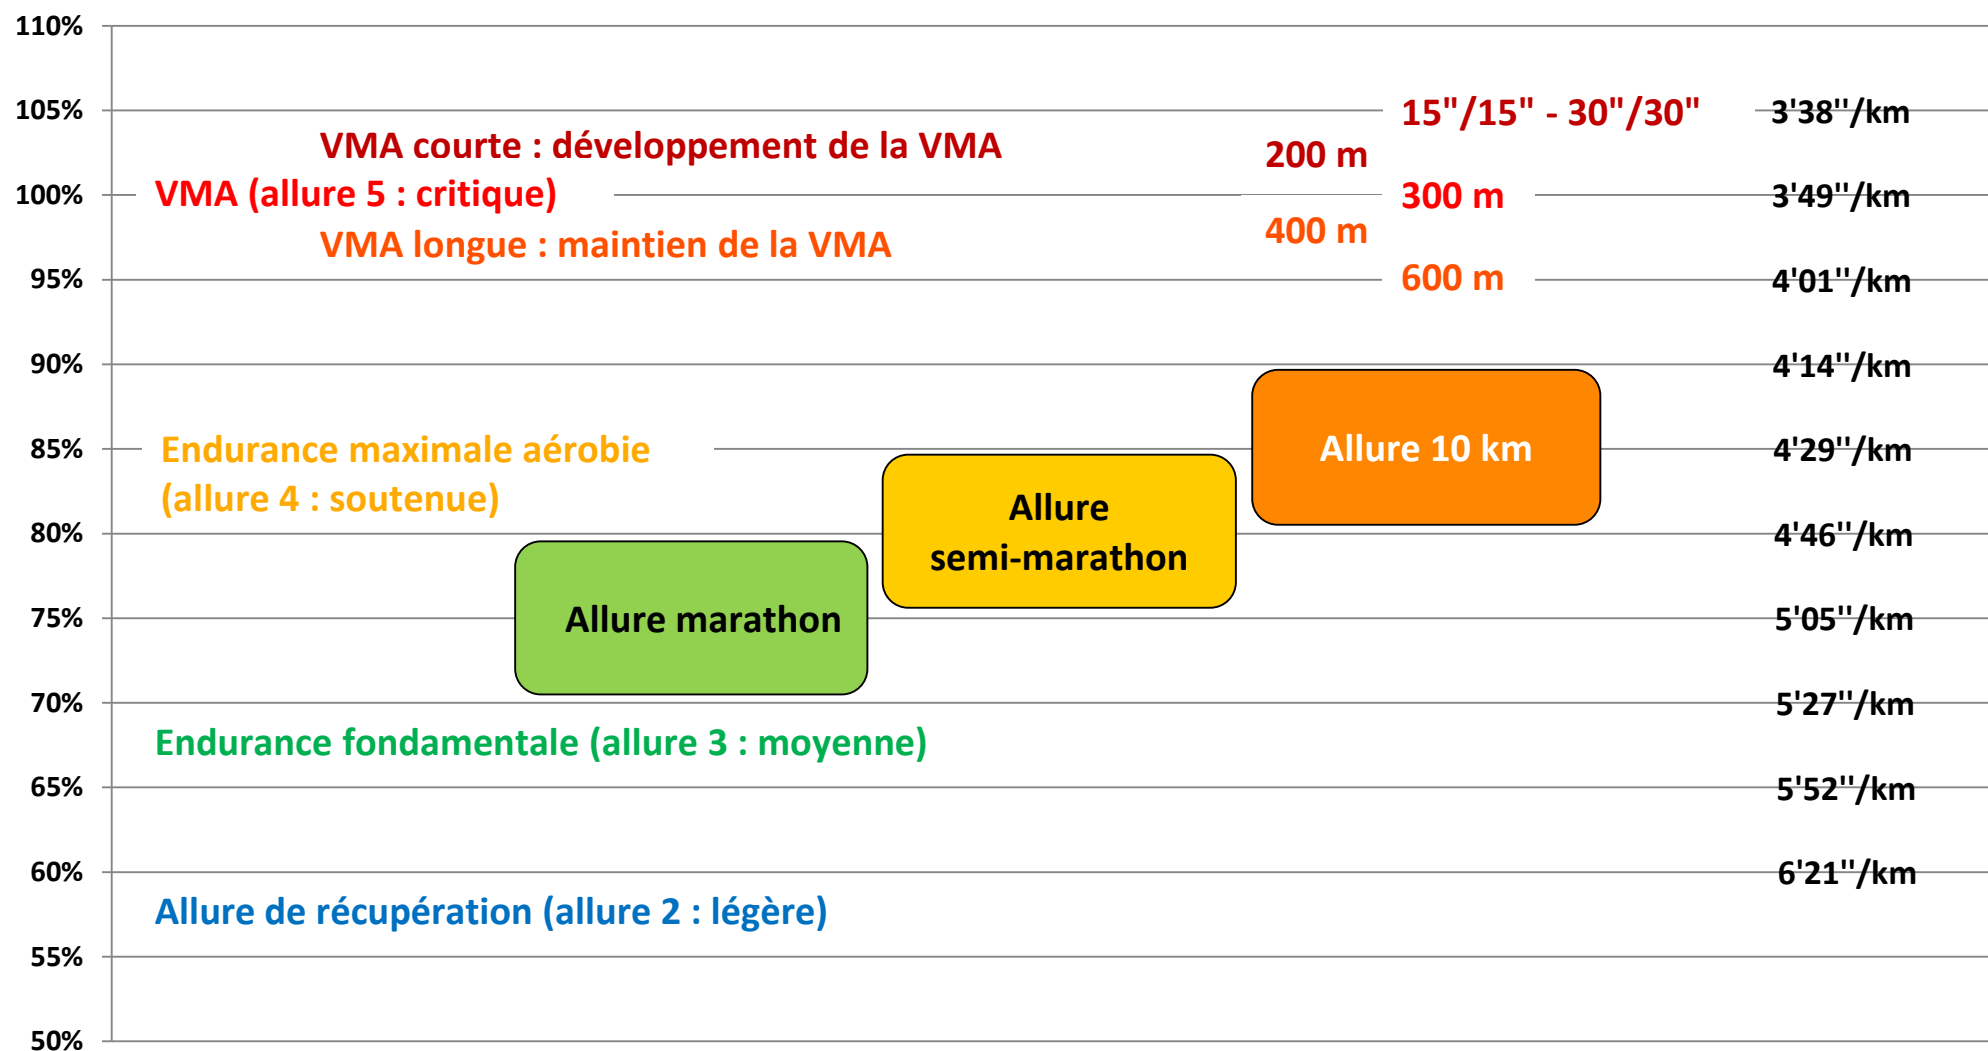 110%
105%
15"/15" - 30"/30"
3'38''/km
VMA courte : développement de la VMA
200 m
100%
VMA (allure 5 : critique)
300 m
3'49''/km
VMA longue : maintien de la VMA
400 m
95%
600 m
4'01''/km
90%
4'14''/km
85%
Endurance maximale aérobie
(allure 4 : soutenue)
Allure 10 km
4'29''/km
Allure
semi-marathon
80%
4'46''/km
75%
Allure marathon
5'05''/km
70%
5'27''/km
Endurance fondamentale (allure 3 : moyenne)
65%
5'52''/km
60%
6'21''/km
Allure de récupération (allure 2 : légère)
55%
50%